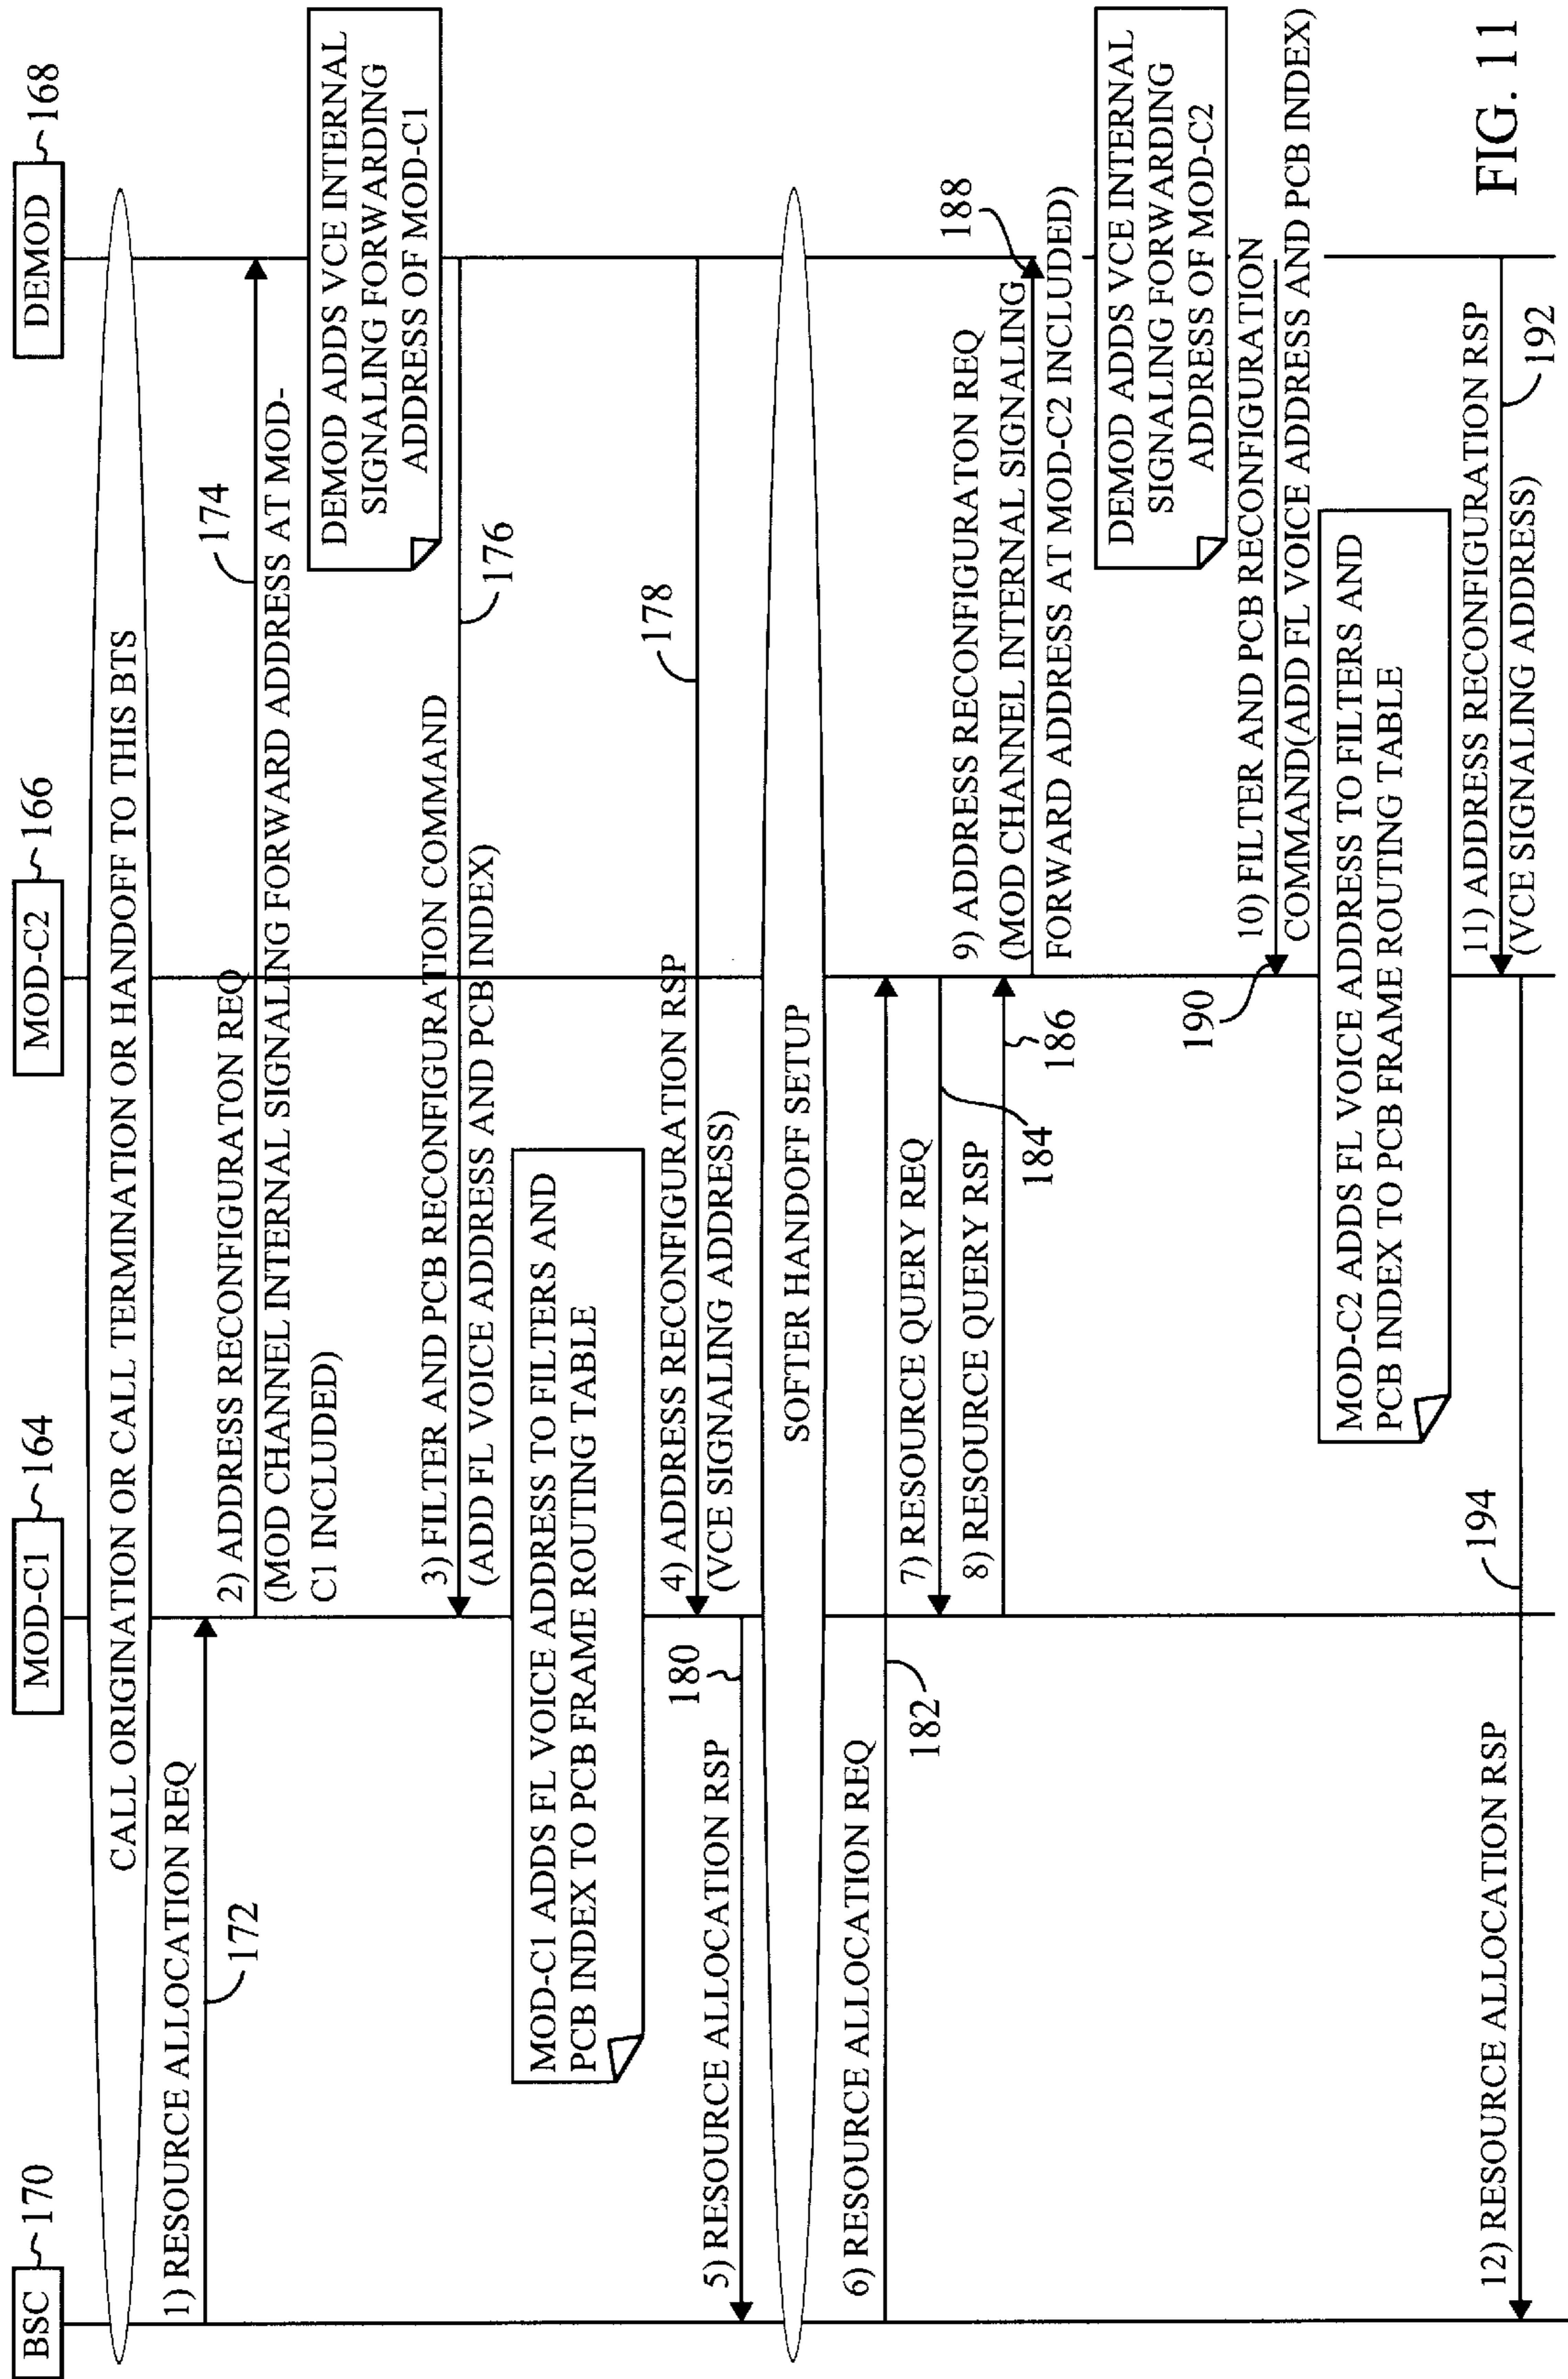 BSC 170
MOD-C1 164
MOD-C2 166
DEMOD 168
CALL ORIGINATION OR CALL TERMINATION OR HANDOFF TO THIS BTS
1) RESOURCE ALLOCATION REQ
172
2) ADDRESS RECONFIGURATON REQ
174
(MOD CHANNEL INTERNAL SIGNALING FORWARD ADDRESS AT MOD-
C1 INCLUDED)
DEMOD ADDS VCE INTERNAL
SIGNALING FORWARDING
ADDRESS OF MOD-C1
3) FILTER AND PCB RECONFIGURATION COMMAND
(ADD FL VOICE ADDRESS AND PCB INDEX)
176
MOD-C1 ADDS FL VOICE ADDRESS TO FILTERS AND
PCB INDEX TO PCB FRAME ROUTING TABLE
4) ADDRESS RECONFIGURATION RSP
178
(VCE SIGNALING ADDRESS)
5) RESOURCE ALLOCATION RSP
180
SOFTER HANDOFF SETUP
6) RESOURCE ALLOCATION REQ
182
7) RESOURCE QUERY REQ
184
8) RESOURCE QUERY RSP
186
9) ADDRESS RECONFIGURATON REQ
188
(MOD CHANNEL INTERNAL SIGNALING
FORWARD ADDRESS AT MOD-C2 INCLUDED)
DEMOD ADDS VCE INTERNAL
SIGNALING FORWARDING
ADDRESS OF MOD-C2
190
10) FILTER AND PCB RECONFIGURATION
COMMAND(ADD FL VOICE ADDRESS AND PCB INDEX)
MOD-C2 ADDS FL VOICE ADDRESS TO FILTERS AND
PCB INDEX TO PCB FRAME ROUTING TABLE
11) ADDRESS RECONFIGURATION RSP
(VCE SIGNALING ADDRESS)
192
12) RESOURCE ALLOCATION RSP
194
FIG. 11